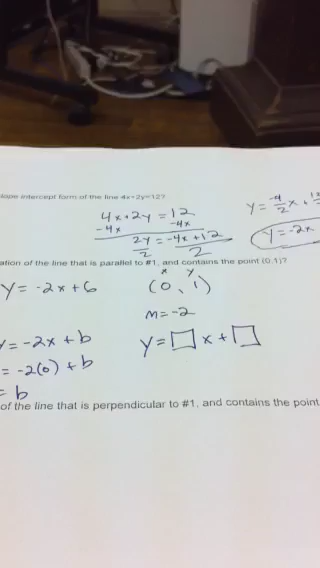 slope intercept form of the line 4x+2y=12?
4x+2y = 12
-4x -4x
2y = -4x+12
2 2
y = -4/2 x + 12
y = -2x
ation of the line that is parallel to #1, and contains the point (0,1)?
x y
y = -2x+6 (0, 1)
m=-2
y = -2x + b y = □ x + □
= -2(0) + b
= b
of the line that is perpendicular to #1, and contains the point